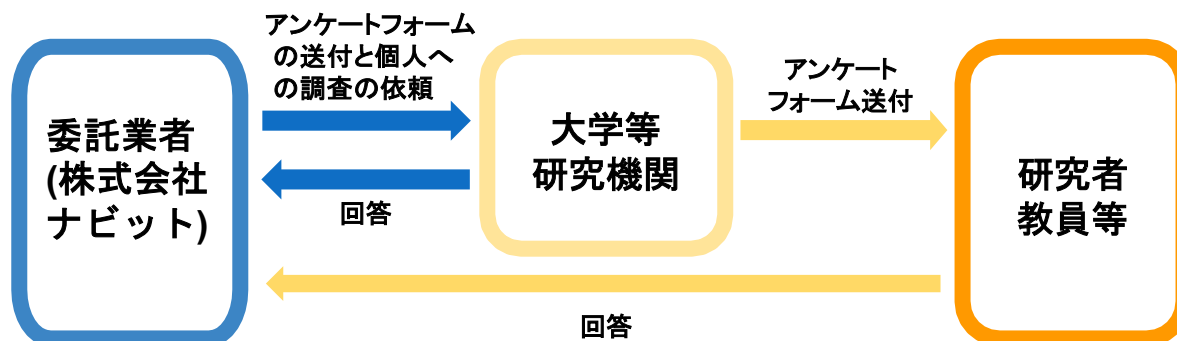 アンケートフォーム
の送付と個人へ
の調査の依頼
委託業者
(株式会社
ナビット)
大学等
研究機関
アンケート
フォーム送付
研究者
教員等
回答
回答